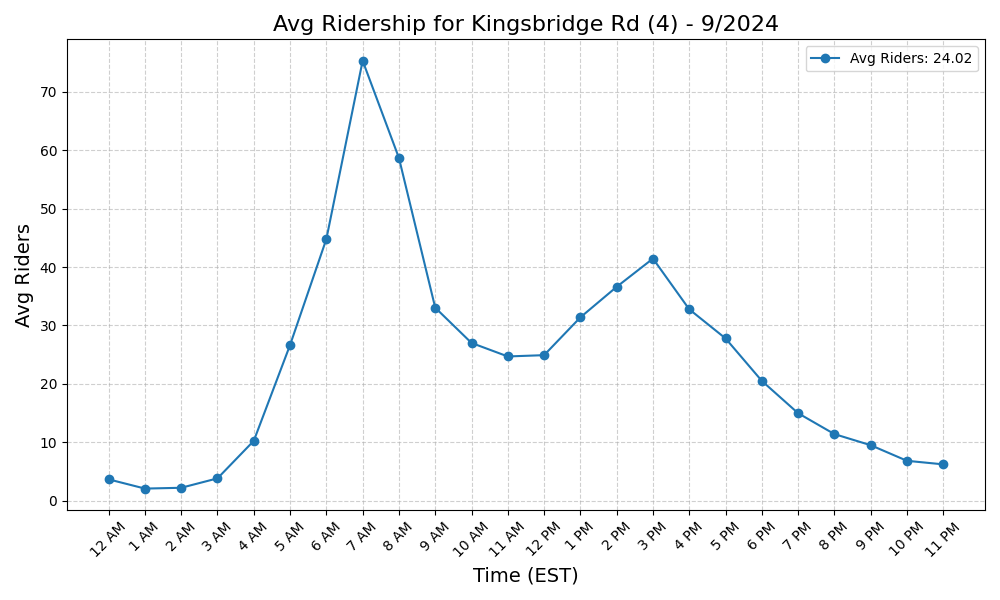 Avg Ridership for Kingsbridge Rd (4) - 9/2024
Avg Riders: 24.02
Avg Riders
70
60
50
40
30
20
10
0
12 AM
1 AM
2 AM
3 AM
4 AM
5 AM
6 AM
7 AM
8 AM
9 AM
10 AM
11 AM
12 PM
1 PM
2 PM
3 PM
4 PM
5 PM
6 PM
7 PM
8 PM
9 PM
10 PM
11 PM
Time (EST)